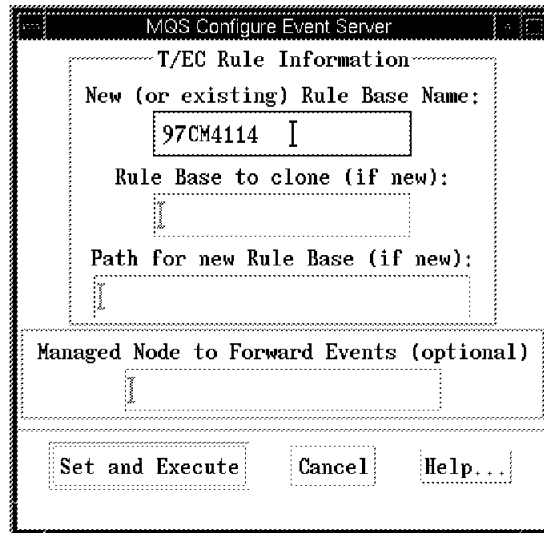 MQS Configure Event Server
T/EC Rule Information
New (or existing) Rule Base Name:
97CM4114
Rule Base to clone (if new):
Path for new Rule Base (if new):
Managed Node to Forward Events (optional)
Set and Execute Cancel Help...